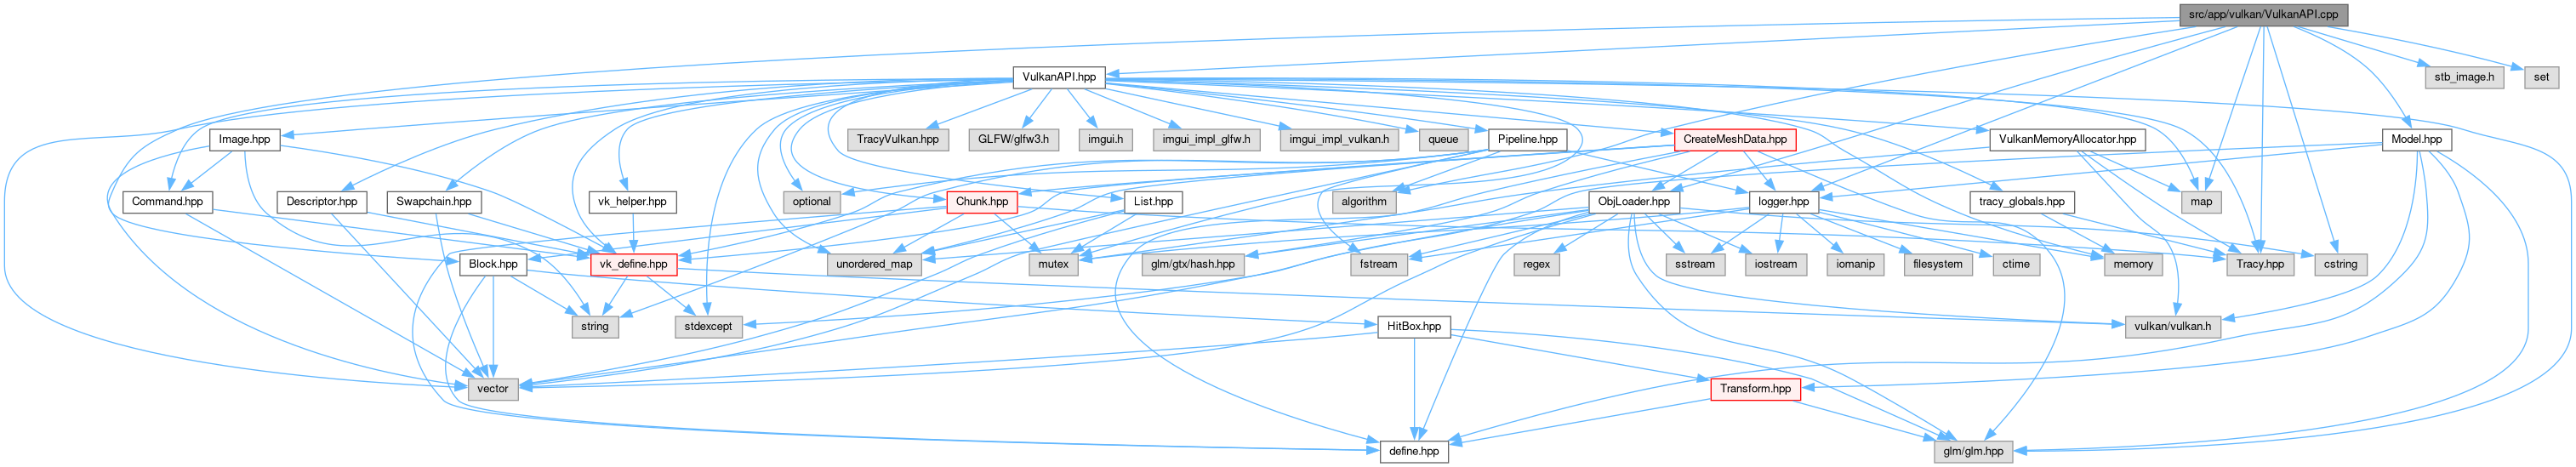 src/app/vulkan/VulkanAPI.cpp
VulkanAPI.hpp
stb_image.h
set
Image.hpp
TracyVulkan.hpp
GLFW/glfw3.h
imgui.h
imgui_impl_glfw.h
imgui_impl_vulkan.h
queue
Pipeline.hpp
CreateMeshData.hpp
VulkanMemoryAllocator.hpp
Model.hpp
Command.hpp
Descriptor.hpp
Swapchain.hpp
vk_helper.hpp
optional
Chunk.hpp
List.hpp
algorithm
ObjLoader.hpp
logger.hpp
tracy_globals.hpp
map
Block.hpp
vk_define.hpp
unordered_map
mutex
glm/gtx/hash.hpp
fstream
regex
sstream
iostream
iomanip
filesystem
ctime
memory
Tracy.hpp
cstring
string
stdexcept
HitBox.hpp
vulkan/vulkan.h
vector
Transform.hpp
define.hpp
glm/glm.hpp